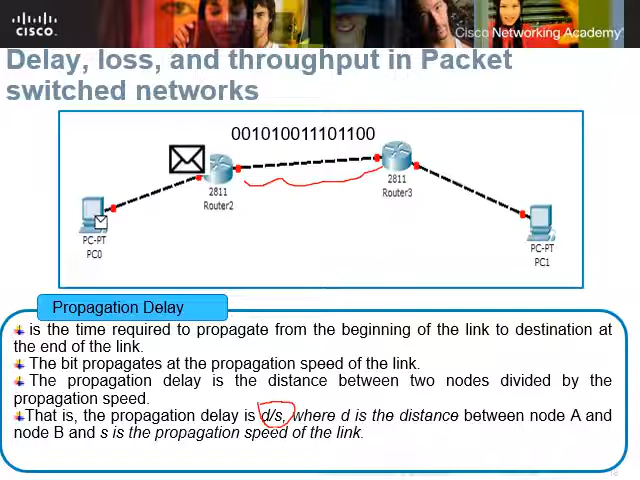 CISCO
Cisco Networking Academy
Delay, loss, and throughput in Packet
switched networks
001010011101100
2811
Router2
2811
Router3
PC-PT
PC0
PC-PT
PC1
Propagation Delay
is the time required to propagate from the beginning of the link to destination at
the end of the link.
The bit propagates at the propagation speed of the link.
The propagation delay is the distance between two nodes divided by the
propagation speed.
That is, the propagation delay is d/s, where d is the distance between node A and
node B and s is the propagation speed of the link.